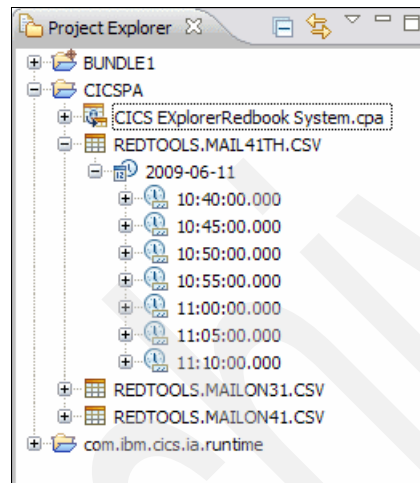 Project Explorer
BUNDLE1
CICSPA
CICS EXplorerRedbook System.cpa
REDTOOLS.MAIL41TH.CSV
2009-06-11
10:40:00.000
10:45:00.000
10:50:00.000
10:55:00.000
11:00:00.000
11:05:00.000
11:10:00.000
REDTOOLS.MAILON31.CSV
REDTOOLS.MAILON41.CSV
com.ibm.cics.ia.runtime